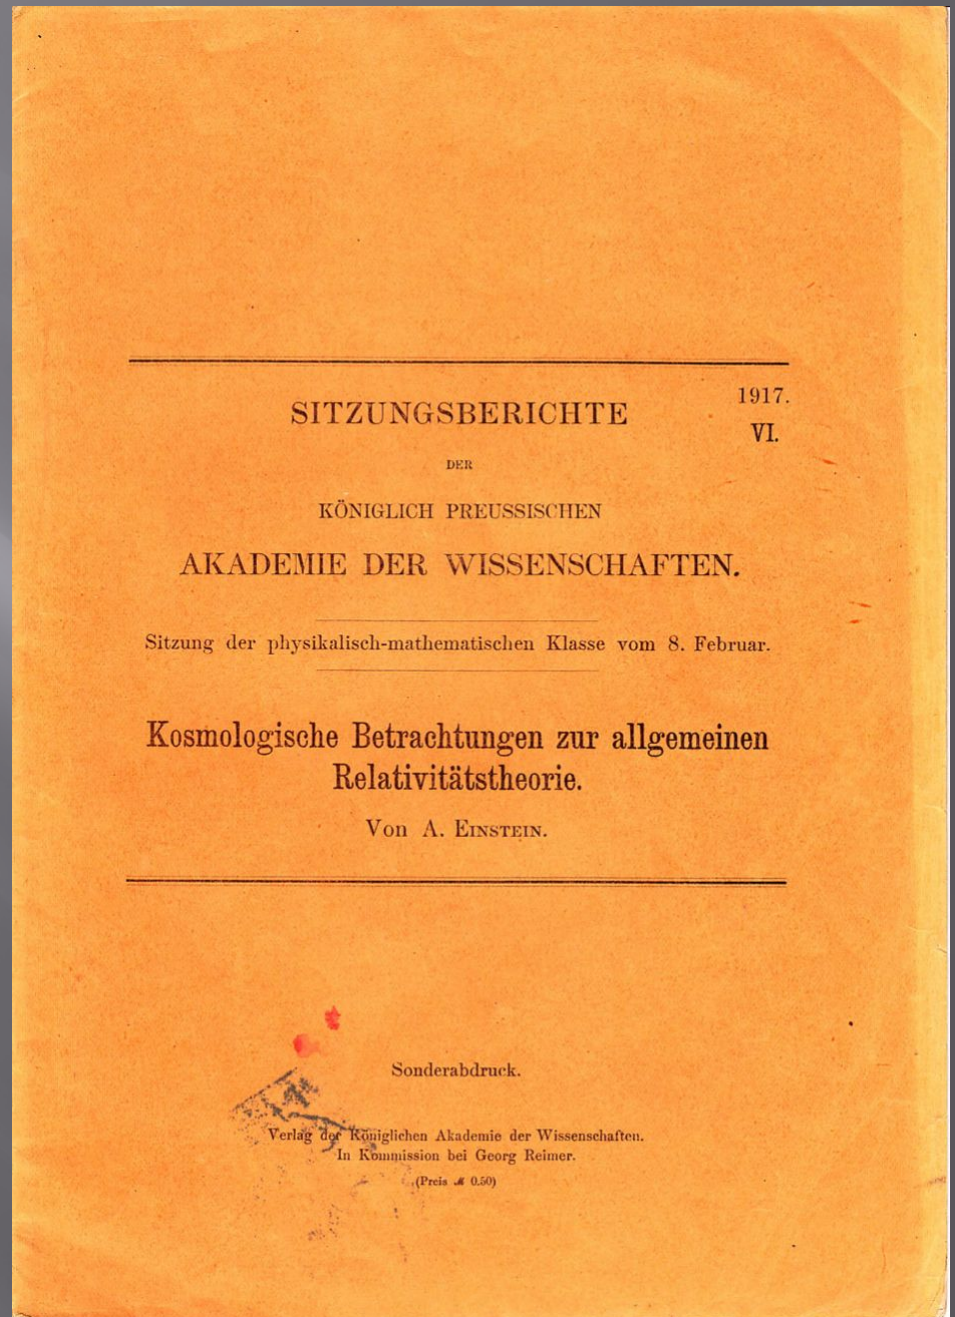 1917.
SITZUNGSBERICHTE
VI.
DER
KÖNIGLICH PREUSSISCHEN
AKADEMIE DER WISSENSCHAFTEN.
Sitzung der physikalisch-mathematischen Klasse vom 8. Februar.
Kosmologische Betrachtungen zur allgemeinen
Relativitätstheorie.
Von A. EINSTEIN.
Sonderabdruck.
Verlag der Königlichen Akademie der Wissenschaften.
In Kommission bei Georg Reimer.
(Preis ℳ 0.50)